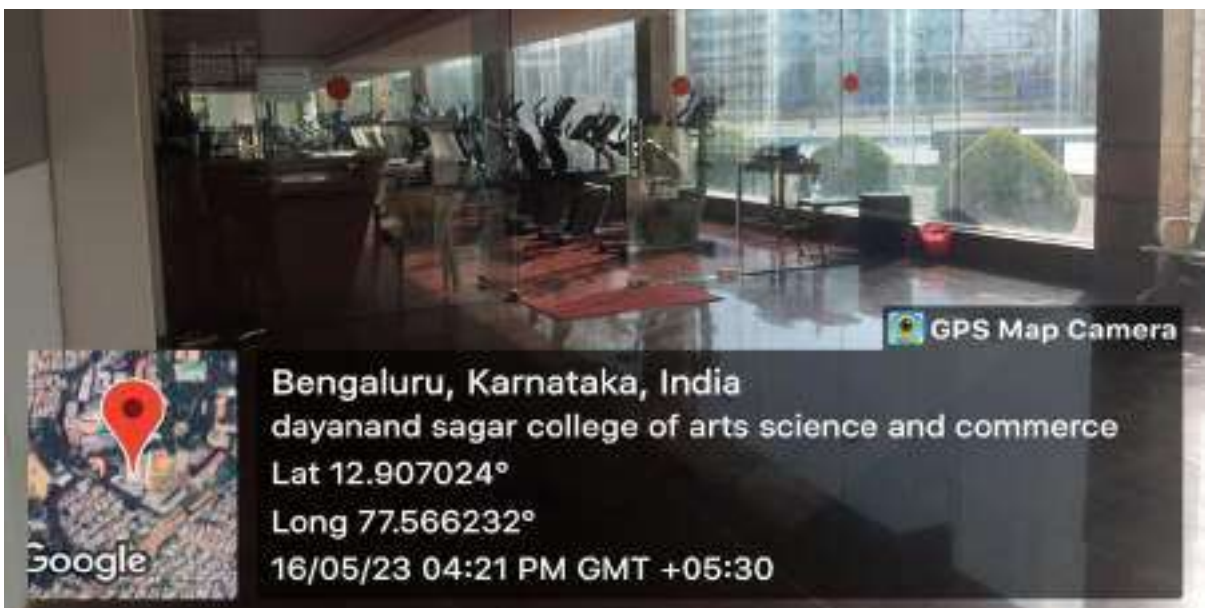 GPS Map Camera
Bengaluru, Karnataka, India
dayanand sagar college of arts science and commerce
Lat 12.907024°
Long 77.566232°
16/05/23 04:21 PM GMT +05:30
Google